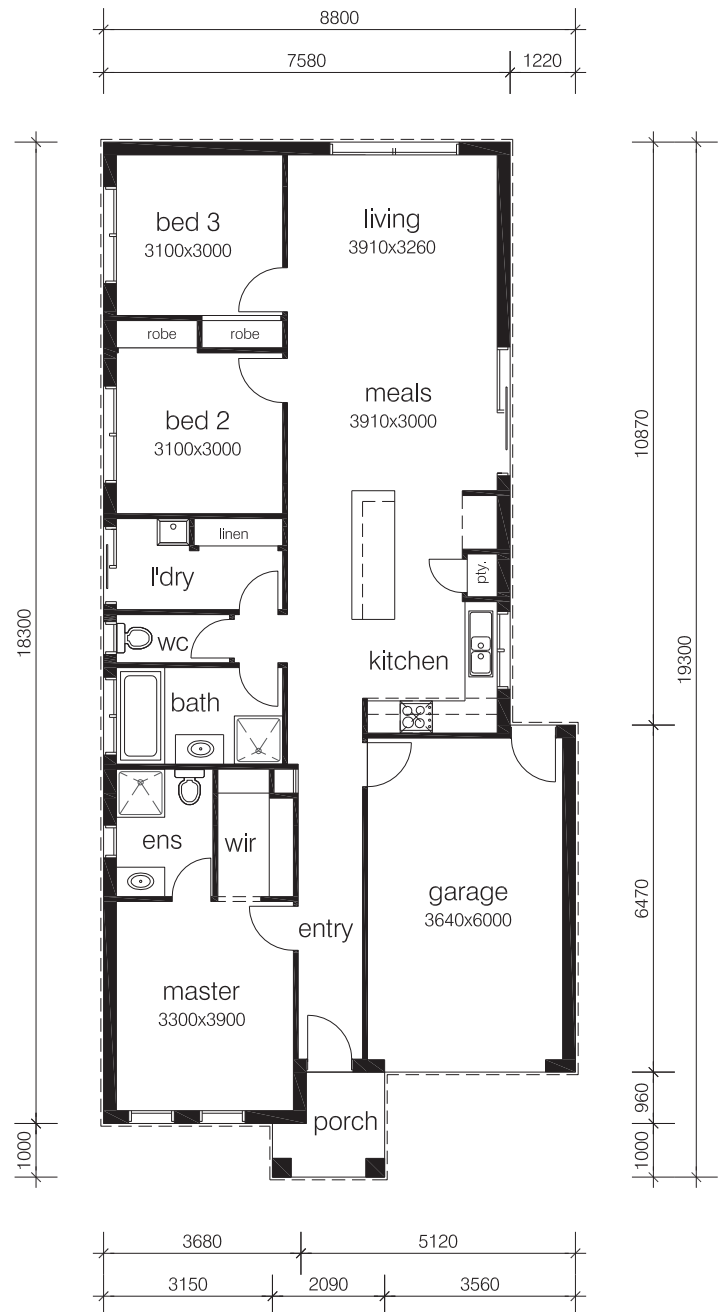 8800
7580
1220
bed 3
3100x3000
living
3910x3260
robe
robe
meals
3910x3000
bed 2
3100x3000
10870
linen
l'dry
pty.
18300
wc
kitchen
19300
bath
ens
wir
garage
3640x6000
6470
entry
master
3300x3900
960
porch
1000
1000
3680
5120
3150
2090
3560